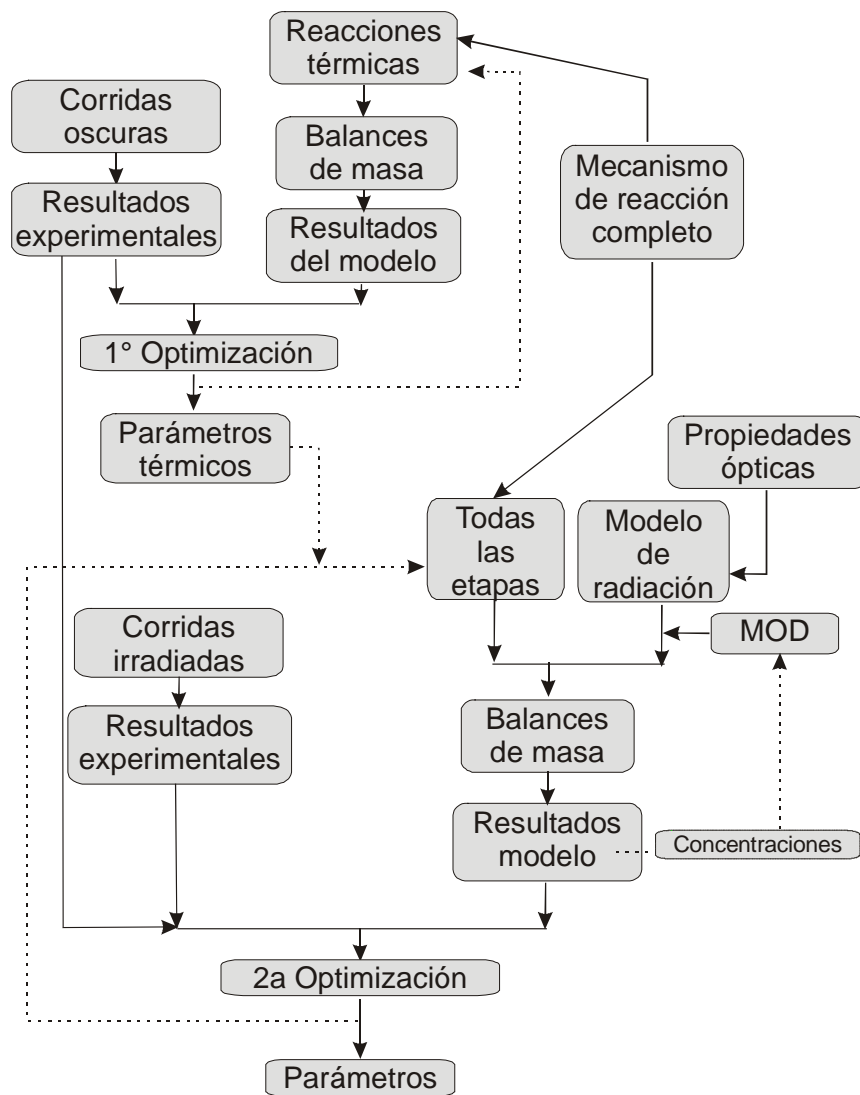 Reacciones
térmicas
Corridas
oscuras
Balances
de masa
Mecanismo
de reacción
completo
Resultados
experimentales
Resultados
del modelo
1° Optimización
Parámetros
térmicos
Propiedades
ópticas
Todas
las
etapas
Modelo
de
radiación
Corridas
irradiadas
MOD
Resultados
experimentales
Balances
de masa
Resultados
modelo
Concentraciones
2a Optimización
Parámetros